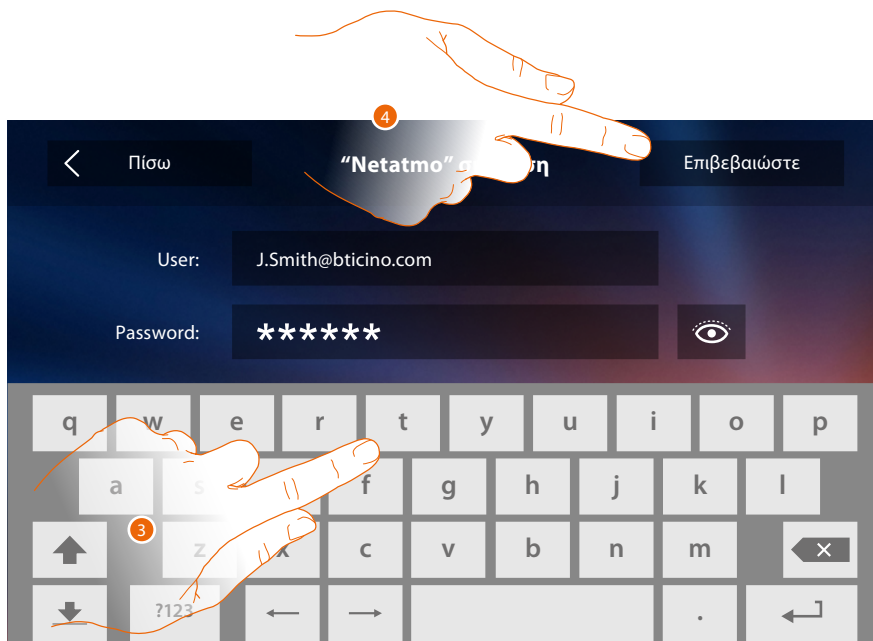 4
Πίσω
“Netatmo”
Επιβεβαιώστε
User:
J.Smith@bticino.com
Password:
******
q w e r t y u i o p
a s f g h j k l
3
z x c v b n m
?123 .